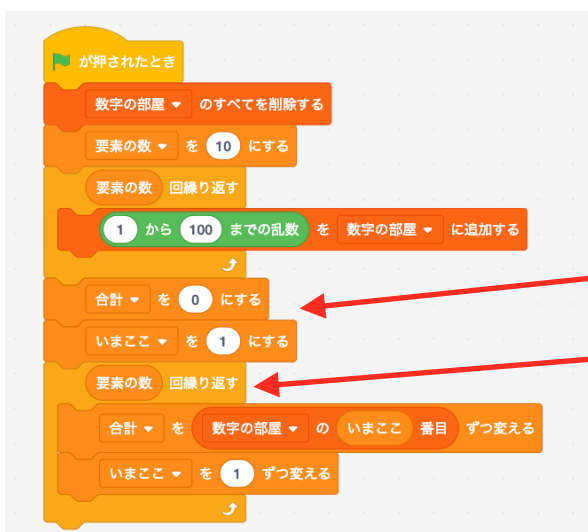 が押されたとき
数字の部屋 のすべてを削除する
要素の数 を 10 にする
要素の数 回繰り返す
1 から 100 までの乱数 を 数字の部屋 に追加する
合計 を 0 にする
いまここ を 1 にする
要素の数 回繰り返す
合計 を 数字の部屋 の いまここ 番目 ずつ変える
いまここ を 1 ずつ変える